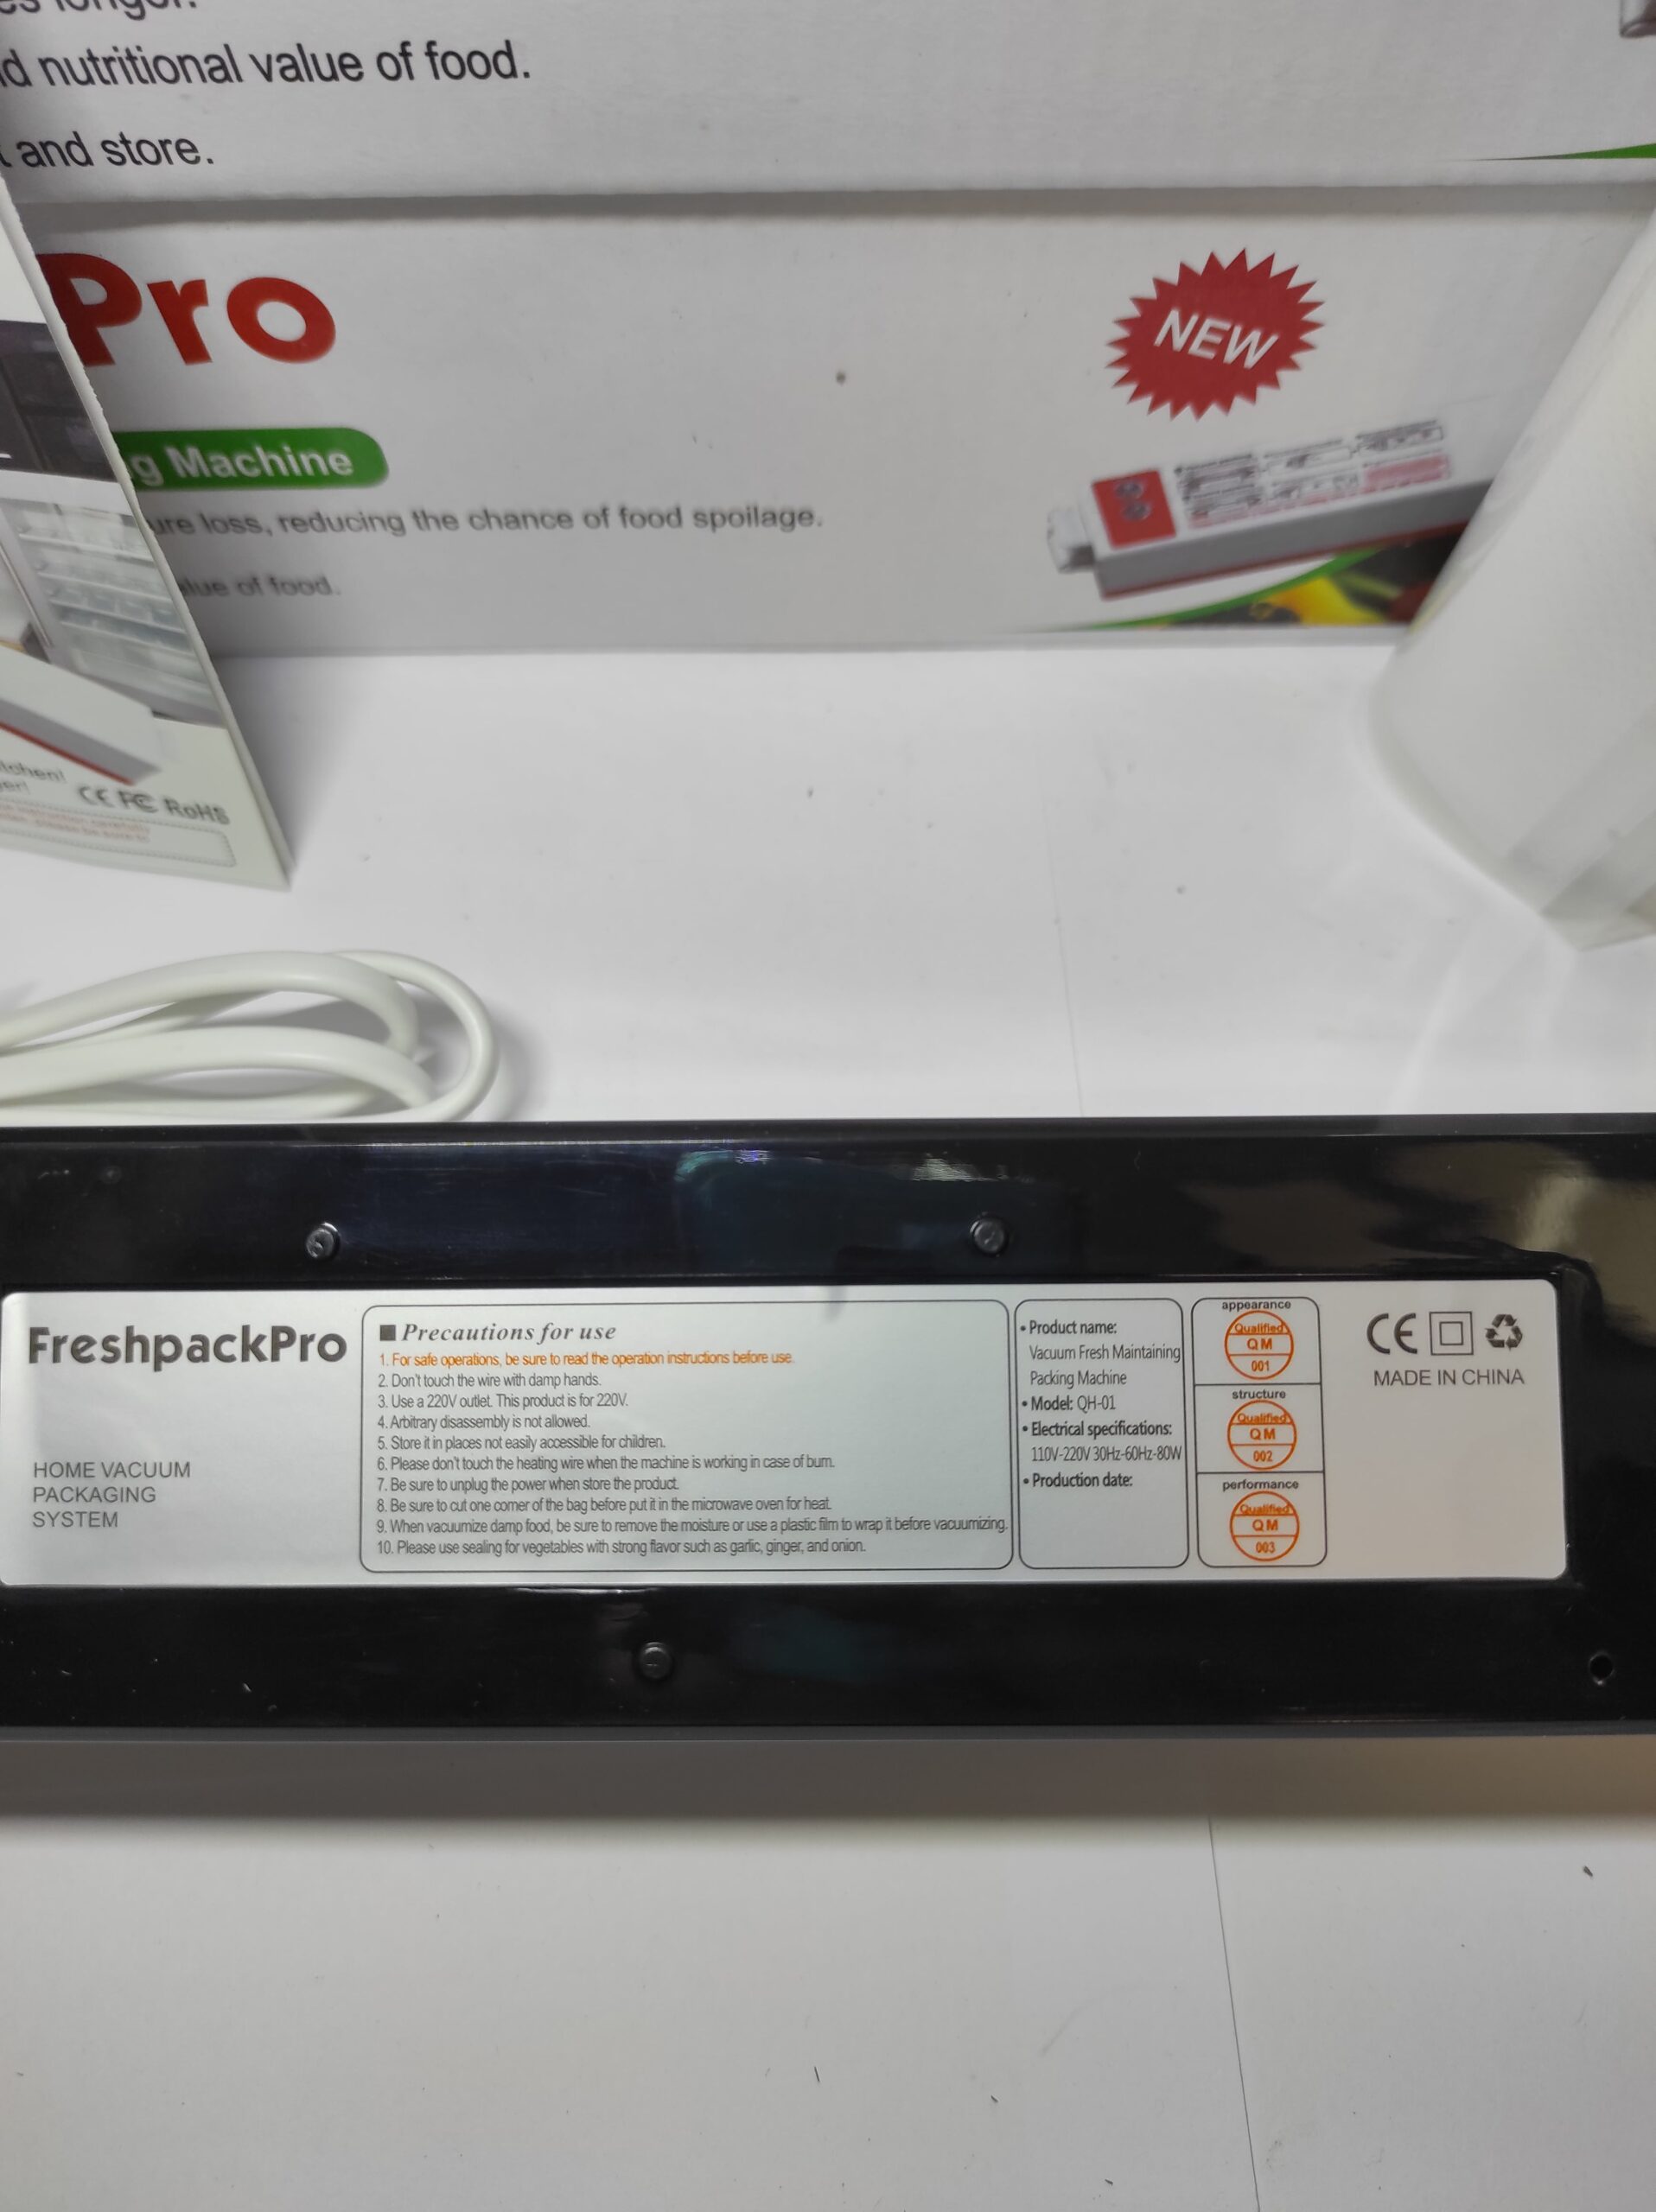 es longer.
d nutritional value of food.
and store.
Pro
NEW
g Machine
ure loss, reducing the chance of food spoilage.
alue of food.
CE FC RoHS
FreshpackPro
HOME VACUUM
PACKAGING
SYSTEM
■ Precautions for use
1. For safe operations, be sure to read the operation instructions before use.
2. Don't touch the wire with damp hands.
3. Use a 220V outlet. This product is for 220V.
4. Arbitrary disassembly is not allowed.
5. Store it in places not easily accessible for children.
6. Please don't touch the heating wire when the machine is working in case of burn.
7. Be sure to unplug the power when store the product.
8. Be sure to cut one corner of the bag before put it in the microwave oven for heat.
9. When vacuumize damp food, be sure to remove the moisture or use a plastic film to wrap it before vacuumizing.
10. Please use sealing for vegetables with strong flavor such as garlic, ginger, and onion.
• Product name:
Vacuum Fresh Maintaining
Packing Machine
• Model: QH-01
• Electrical specifications:
110V-220V 30Hz-60Hz-80W
• Production date:
appearance
Qualified
QM
001
structure
Qualified
QM
002
performance
Qualified
QM
003
CE
MADE IN CHINA